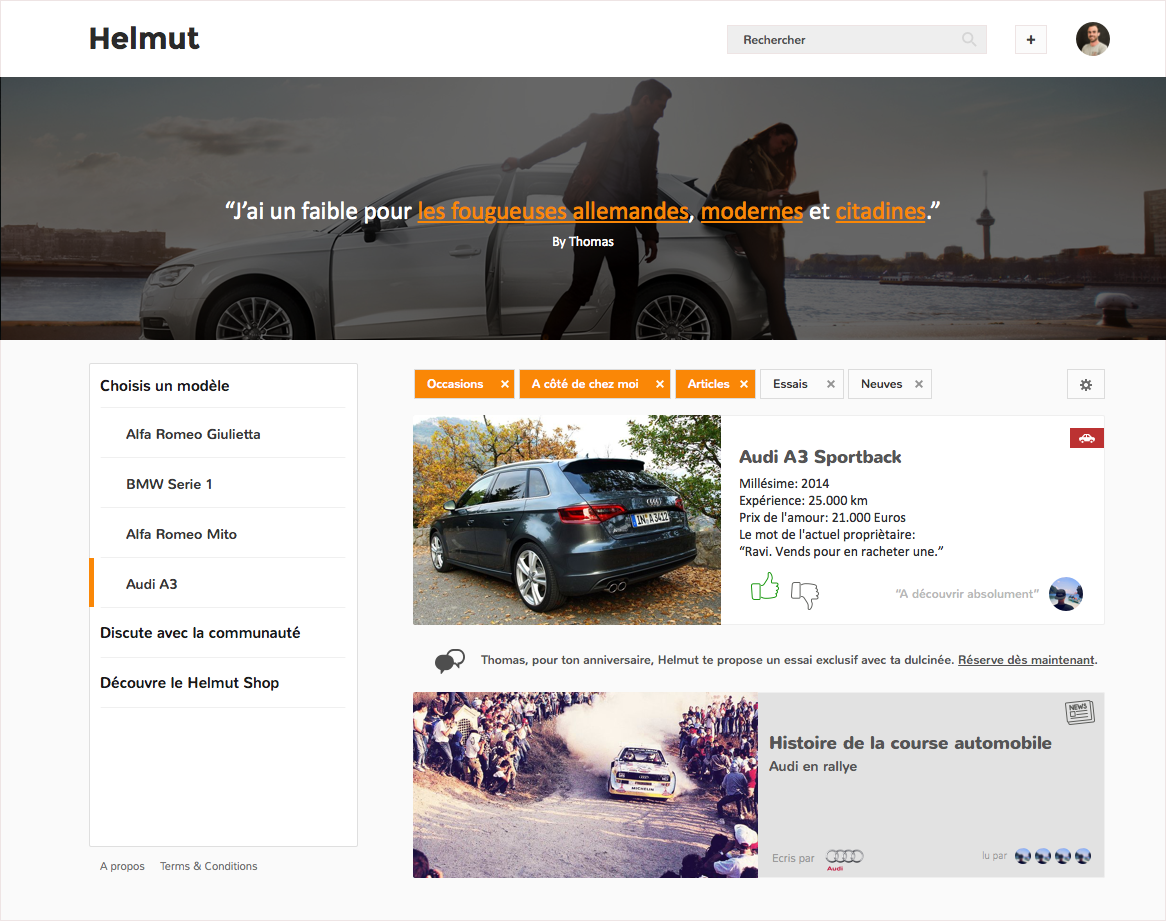 Helmut
Rechercher
+
“J’ai un faible pour les fougueuses allemandes, modernes et citadines.”
By Thomas
Choisis un modèle
Alfa Romeo Giulietta
BMW Serie 1
Alfa Romeo Mito
Audi A3
Discute avec la communauté
Découvre le Helmut Shop
A propos Terms & Conditions
Occasions × A côté de chez moi × Articles × Essais × Neuves ×
IN A 3412
Audi A3 Sportback
Millésime: 2014
Expérience: 25.000 km
Prix de l'amour: 21.000 Euros
Le mot de l'actuel propriètaire:
“Ravi. Vends pour en racheter une.”
“A découvrir absolument”
Thomas, pour ton anniversaire, Helmut te propose un essai exclusif avec ta dulcinée. Réserve dès maintenant.
MICHELIN
NEWS
Histoire de la course automobile
Audi en rallye
Ecris par
Audi
lu par